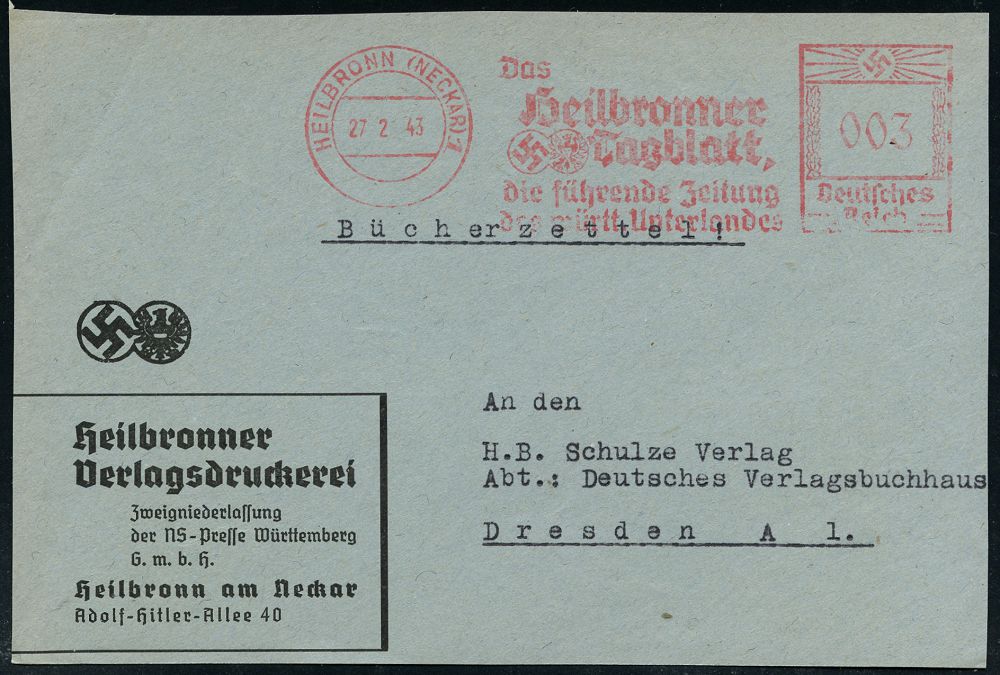 HEILBRONN (NECKAR) 1
27 2 43
Das
Heilbronner
Tagblatt,
die führende Zeitung
des württ. Unterlandes
003
Deutsches
Reich
Bücherzettel!
Heilbronner
Verlagsdruckerei
Zweigniederlassung
der NS-Presse Württemberg
G. m. b. H.
Heilbronn am Neckar
Adolf-Hitler-Allee 40
An den
H.B. Schulze Verlag
Abt.: Deutsches Verlagsbuchhaus
Dresden A 1.